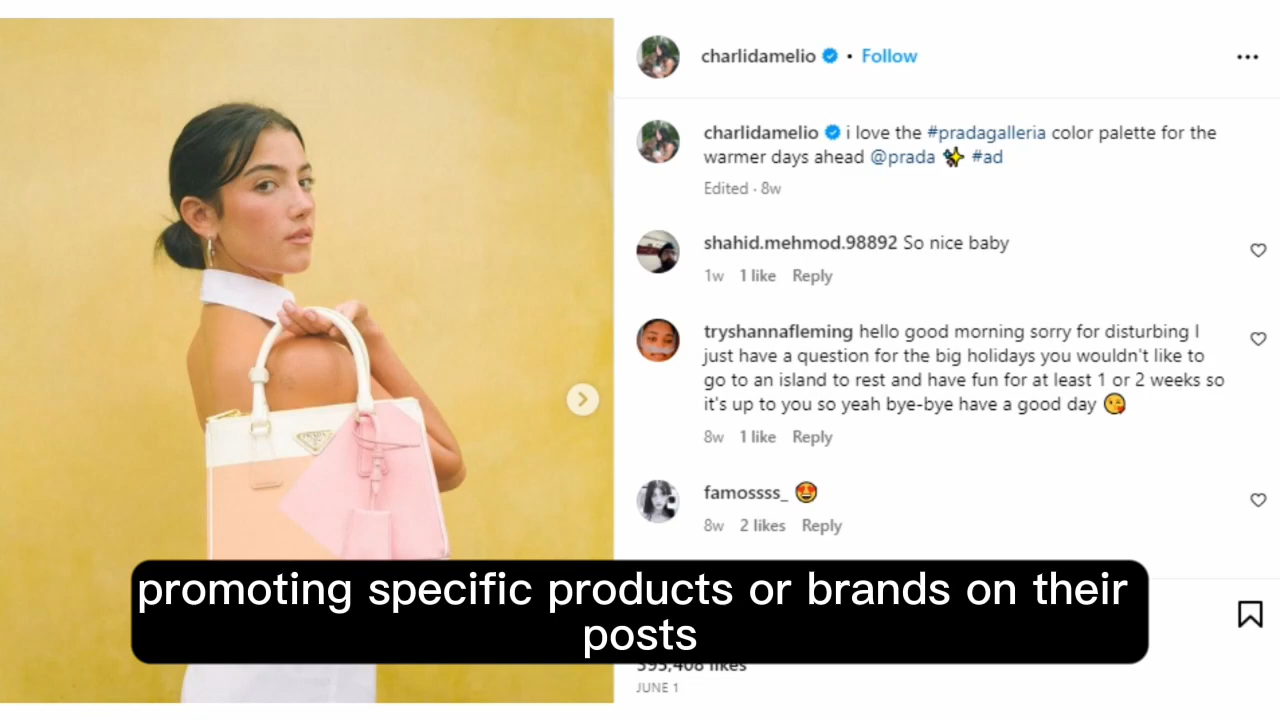 charlidamelio • Follow
charlidamelio i love the #pradagalleria color palette for the
warmer days ahead @prada ✨ #ad
Edited · 8w
shahid.mehmod.98892 So nice baby
1w 1 like Reply
tryshannafleming hello good morning sorry for disturbing I
just have a question for the big holidays you wouldn't like to
go to an island to rest and have fun for at least 1 or 2 weeks so
it's up to you so yeah bye-bye have a good day 😘
8w 1 like Reply
famossss_ 😍
8w 2 likes Reply
PRADA
promoting specific products or brands on their
posts
likes
JUNE 1